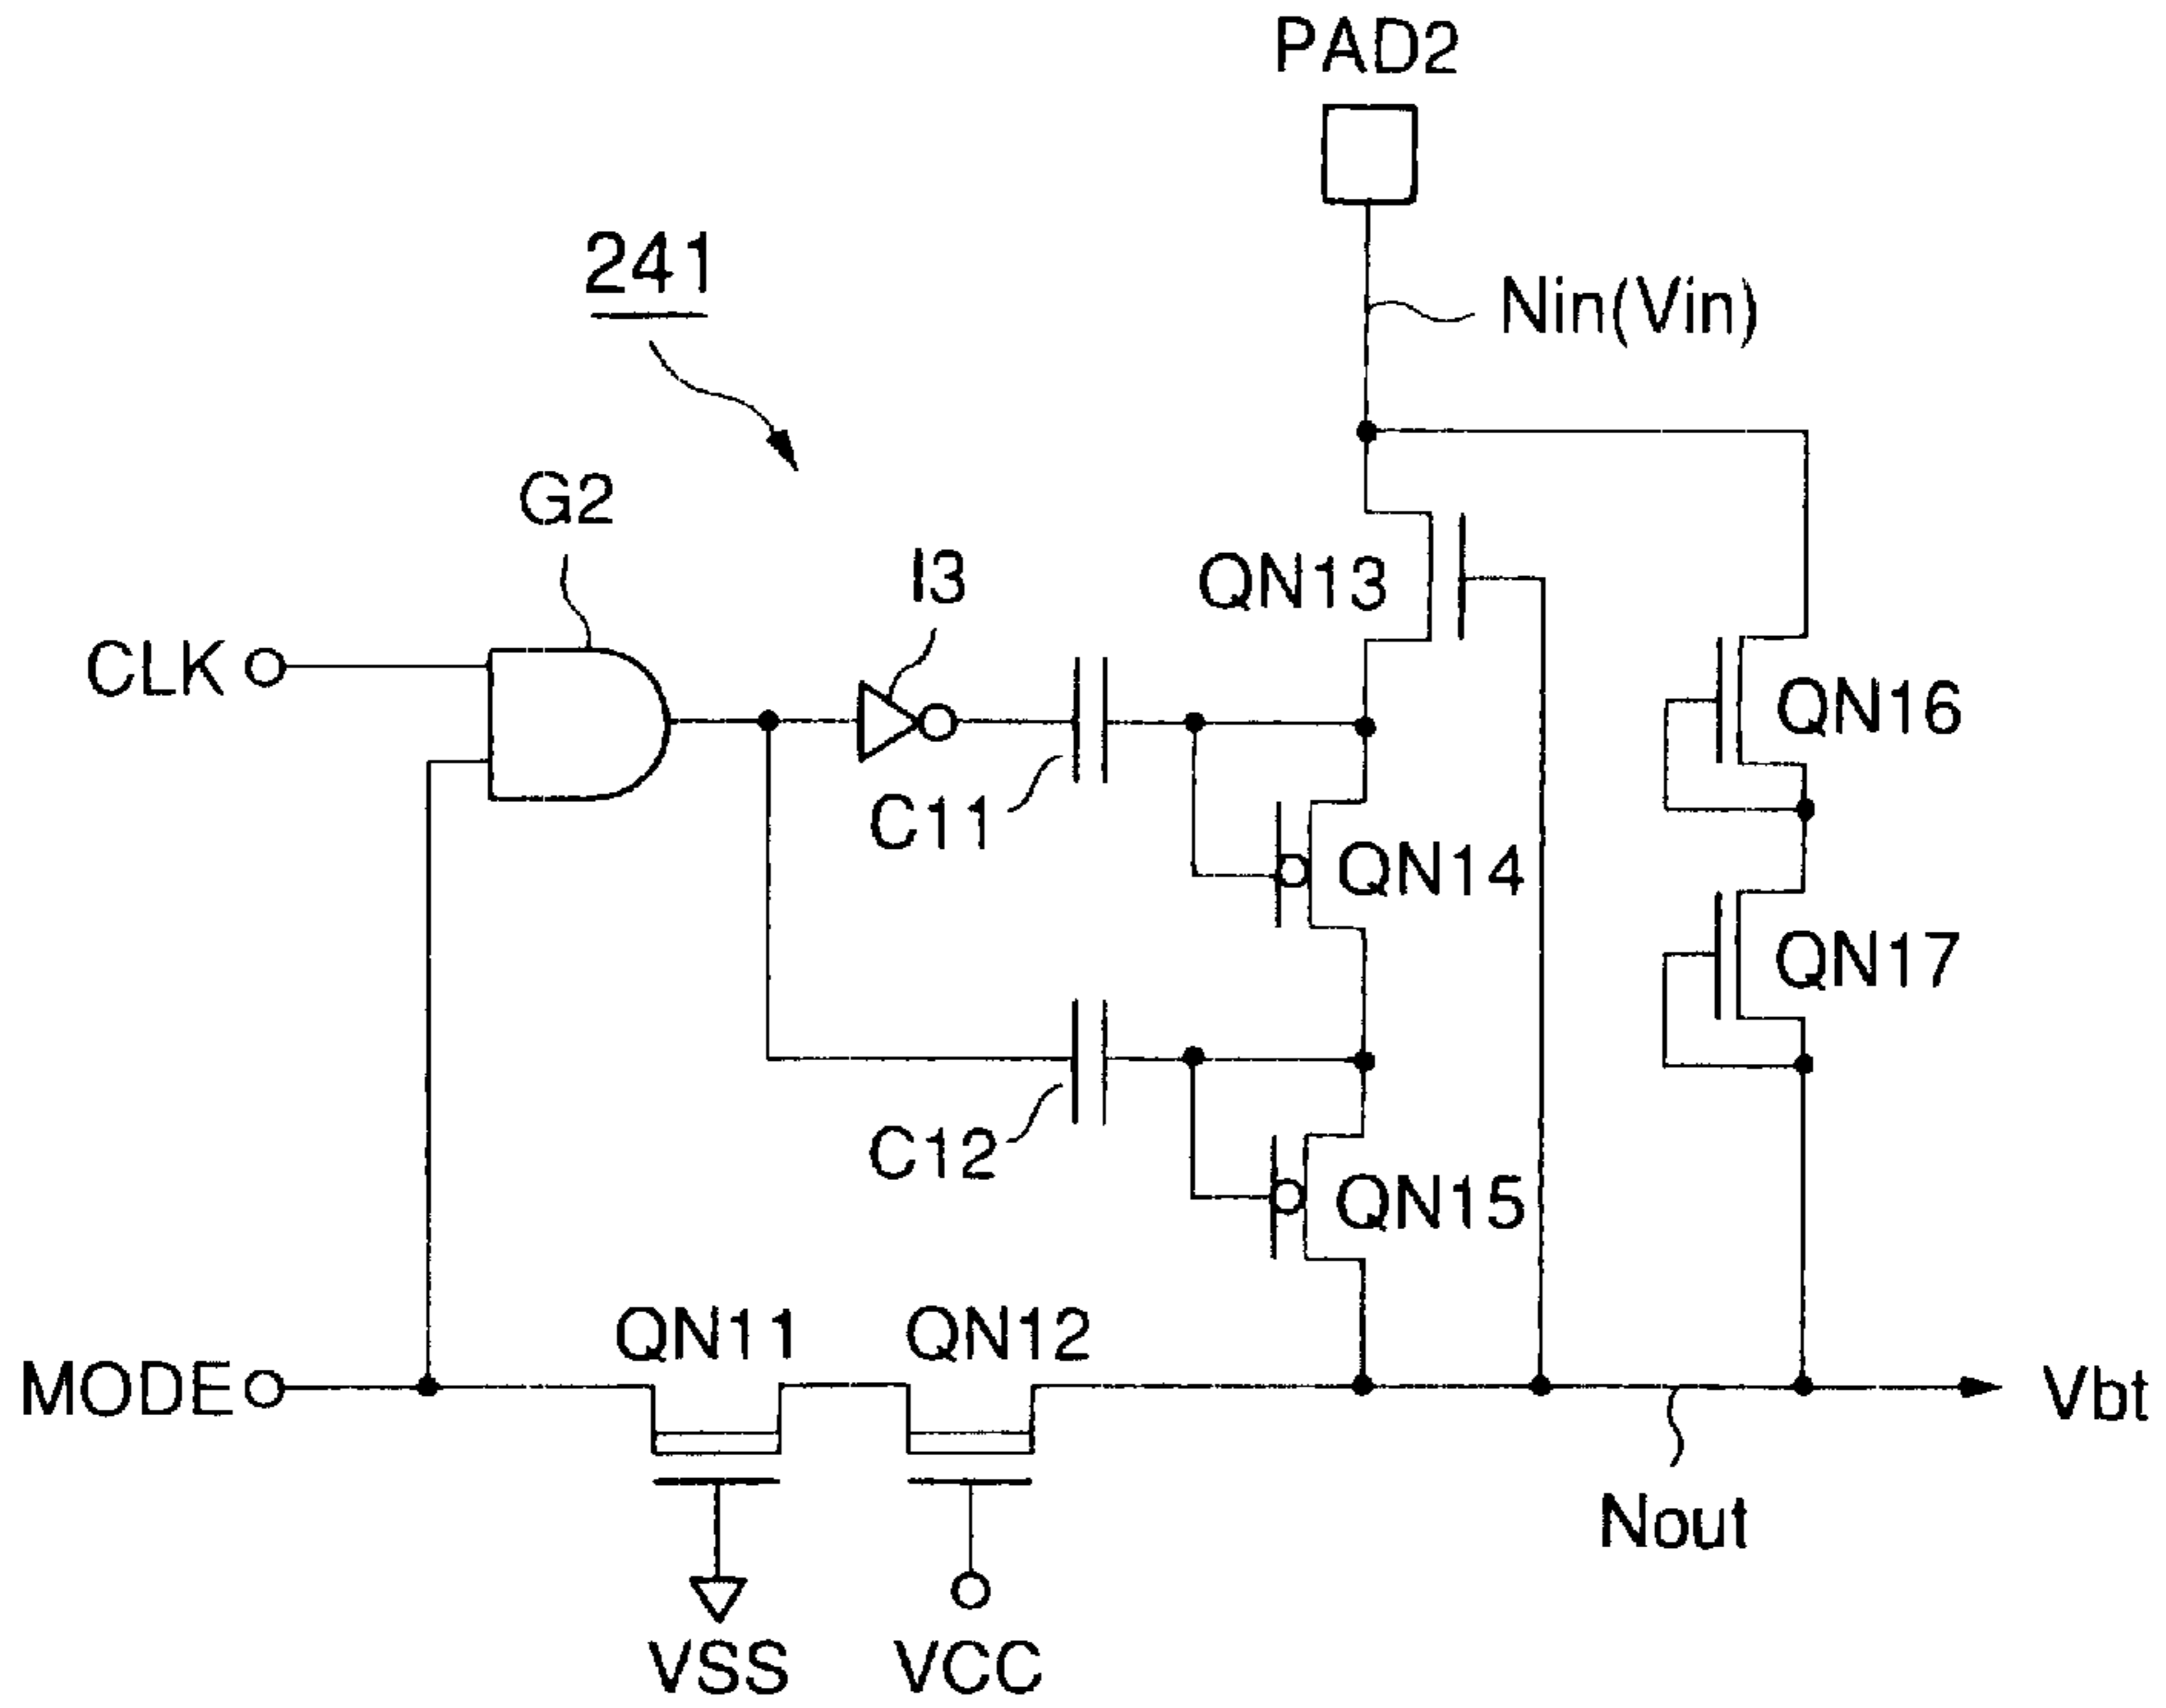 PAD2
241
Nin(Vin)
G2
I3
QN13
CLK
QN16
C11
QN14
QN17
C12
QN15
QN11
QN12
MODE
Vbt
Nout
VSS
VCC